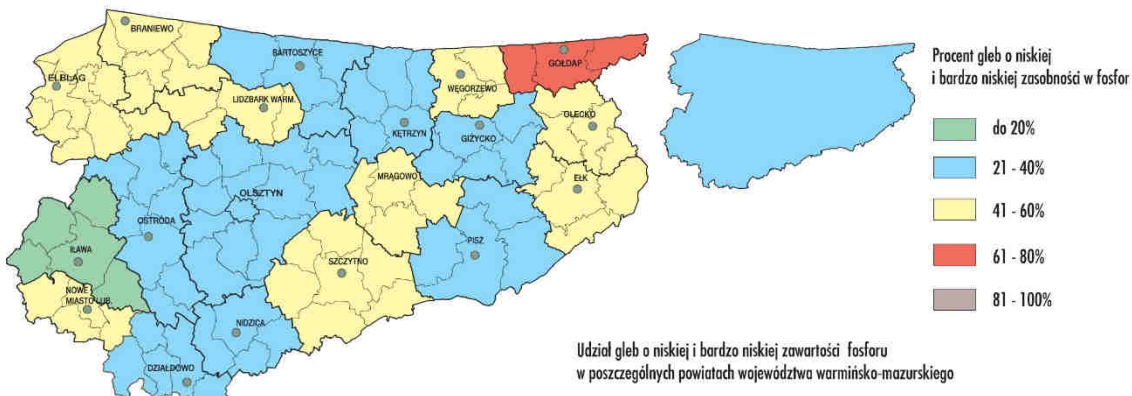 BRANIEWO
BARTOSZYCE
GOŁDAP
ELBLĄG
WĘGORZEWO
LIDZBARK WARM.
OLECKO
KĘTRZYN
GIŻYCKO
MRĄGOWO
EŁK
OLSZTYN
OSTRÓDA
PISZ
IŁAWA
SZCZYTNO
NOWE
MIASTO LUB.
NIDZICA
DZIAŁDOWO
Procent gleb o niskiej
i bardzo niskiej zasobności w fosfor
do 20%
21 - 40%
41 - 60%
61 - 80%
81 - 100%
Udział gleb o niskiej i bardzo niskiej zawartości fosforu
w poszczególnych powiatach województwa warmińsko-mazurskiego